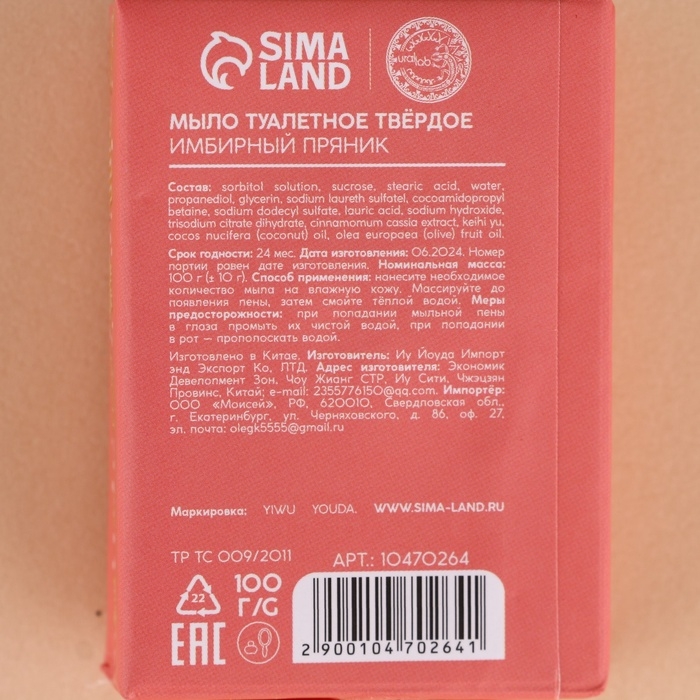 SIMA
LAND
ural lab
МЫЛО ТУАЛЕТНОЕ ТВЁРДОЕ
ИМБИРНЫЙ ПРЯНИК
Состав: sorbitol solution, sucrose, stearic acid, water,
propanediol, glycerin, sodium laureth sulfatel, cocoamidopropyl
betaine, sodium dodecyl sulfate, lauric acid, sodium hydroxide,
trisodium citrate dihydrate, cinnamomum cassia extract, keihi yu,
cocos nucifera (coconut) oil, olea europaea (olive) fruit oil.
Срок годности: 24 мес. Дата изготовления: 06.2024. Номер
партии равен дате изготовления. Номинальная масса:
100 г (± 10 г). Способ применения: нанесите необходимое
количество мыла на влажную кожу. Массируйте до
появления пены, затем смойте тёплой водой. Меры
предосторожности: при попадании мыльной пены
в глаза промыть их чистой водой, при попадании
в рот — прополоскать водой.
Изготовлено в Китае. Изготовитель: Иу Йоуда Импорт
энд Экспорт Ко, ЛТД. Адрес изготовителя: Экономик
Девелопмент Зон, Чоу Жианг СТР, Иу Сити, Чжэцзян
Провинс, Китай; e-mail: 2355776150@qq.com. Импортёр:
ООО «Моисей», РФ, 620010, Свердловская обл.,
г. Екатеринбург, ул. Черняховского, д. 86, оф. 27,
эл. почта: olegk5555@gmail.ru
Маркировка: YIWU YOUDA. WWW.SIMA-LAND.RU
ТР ТС 009/2011 АРТ.: 10470264
22
100
Г/G
EAC
2 900104 702641